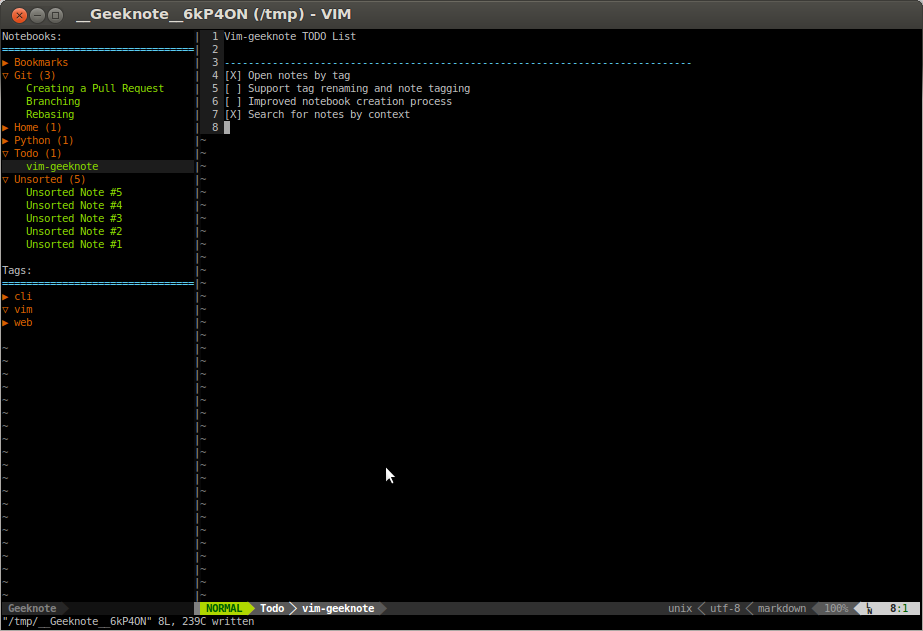 __Geeknote__6kP4ON (/tmp) - VIM
Notebooks:
================================
▶ Bookmarks
▽ Git (3)
Creating a Pull Request
Branching
Rebasing
▶ Home (1)
▶ Python (1)
▽ Todo (1)
vim-geeknote
▽ Unsorted (5)
Unsorted Note #5
Unsorted Note #4
Unsorted Note #3
Unsorted Note #2
Unsorted Note #1
Tags:
================================
▶ cli
▽ vim
▶ web
1 Vim-geeknote TODO List
2
3 ------------------------------------------------------------------------------
4 [X] Open notes by tag
5 [ ] Support tag renaming and note tagging
6 [ ] Improved notebook creation process
7 [X] Search for notes by context
8
Geeknote
NORMAL Todo vim-geeknote unix utf-8 markdown 100% LN 8:1
"/tmp/__Geeknote__6kP4ON" 8L, 239C written